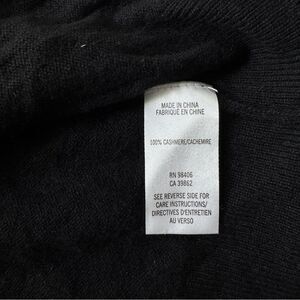 MADE IN CHINA
FABRIQUÉ EN CHINE
100% CASHMERE/CACHEMIRE
RN 98406
CA 39862
SEE REVERSE SIDE FOR
CARE INSTRUCTIONS/
DIRECTIVES D'ENTRETIEN
AU VERSO